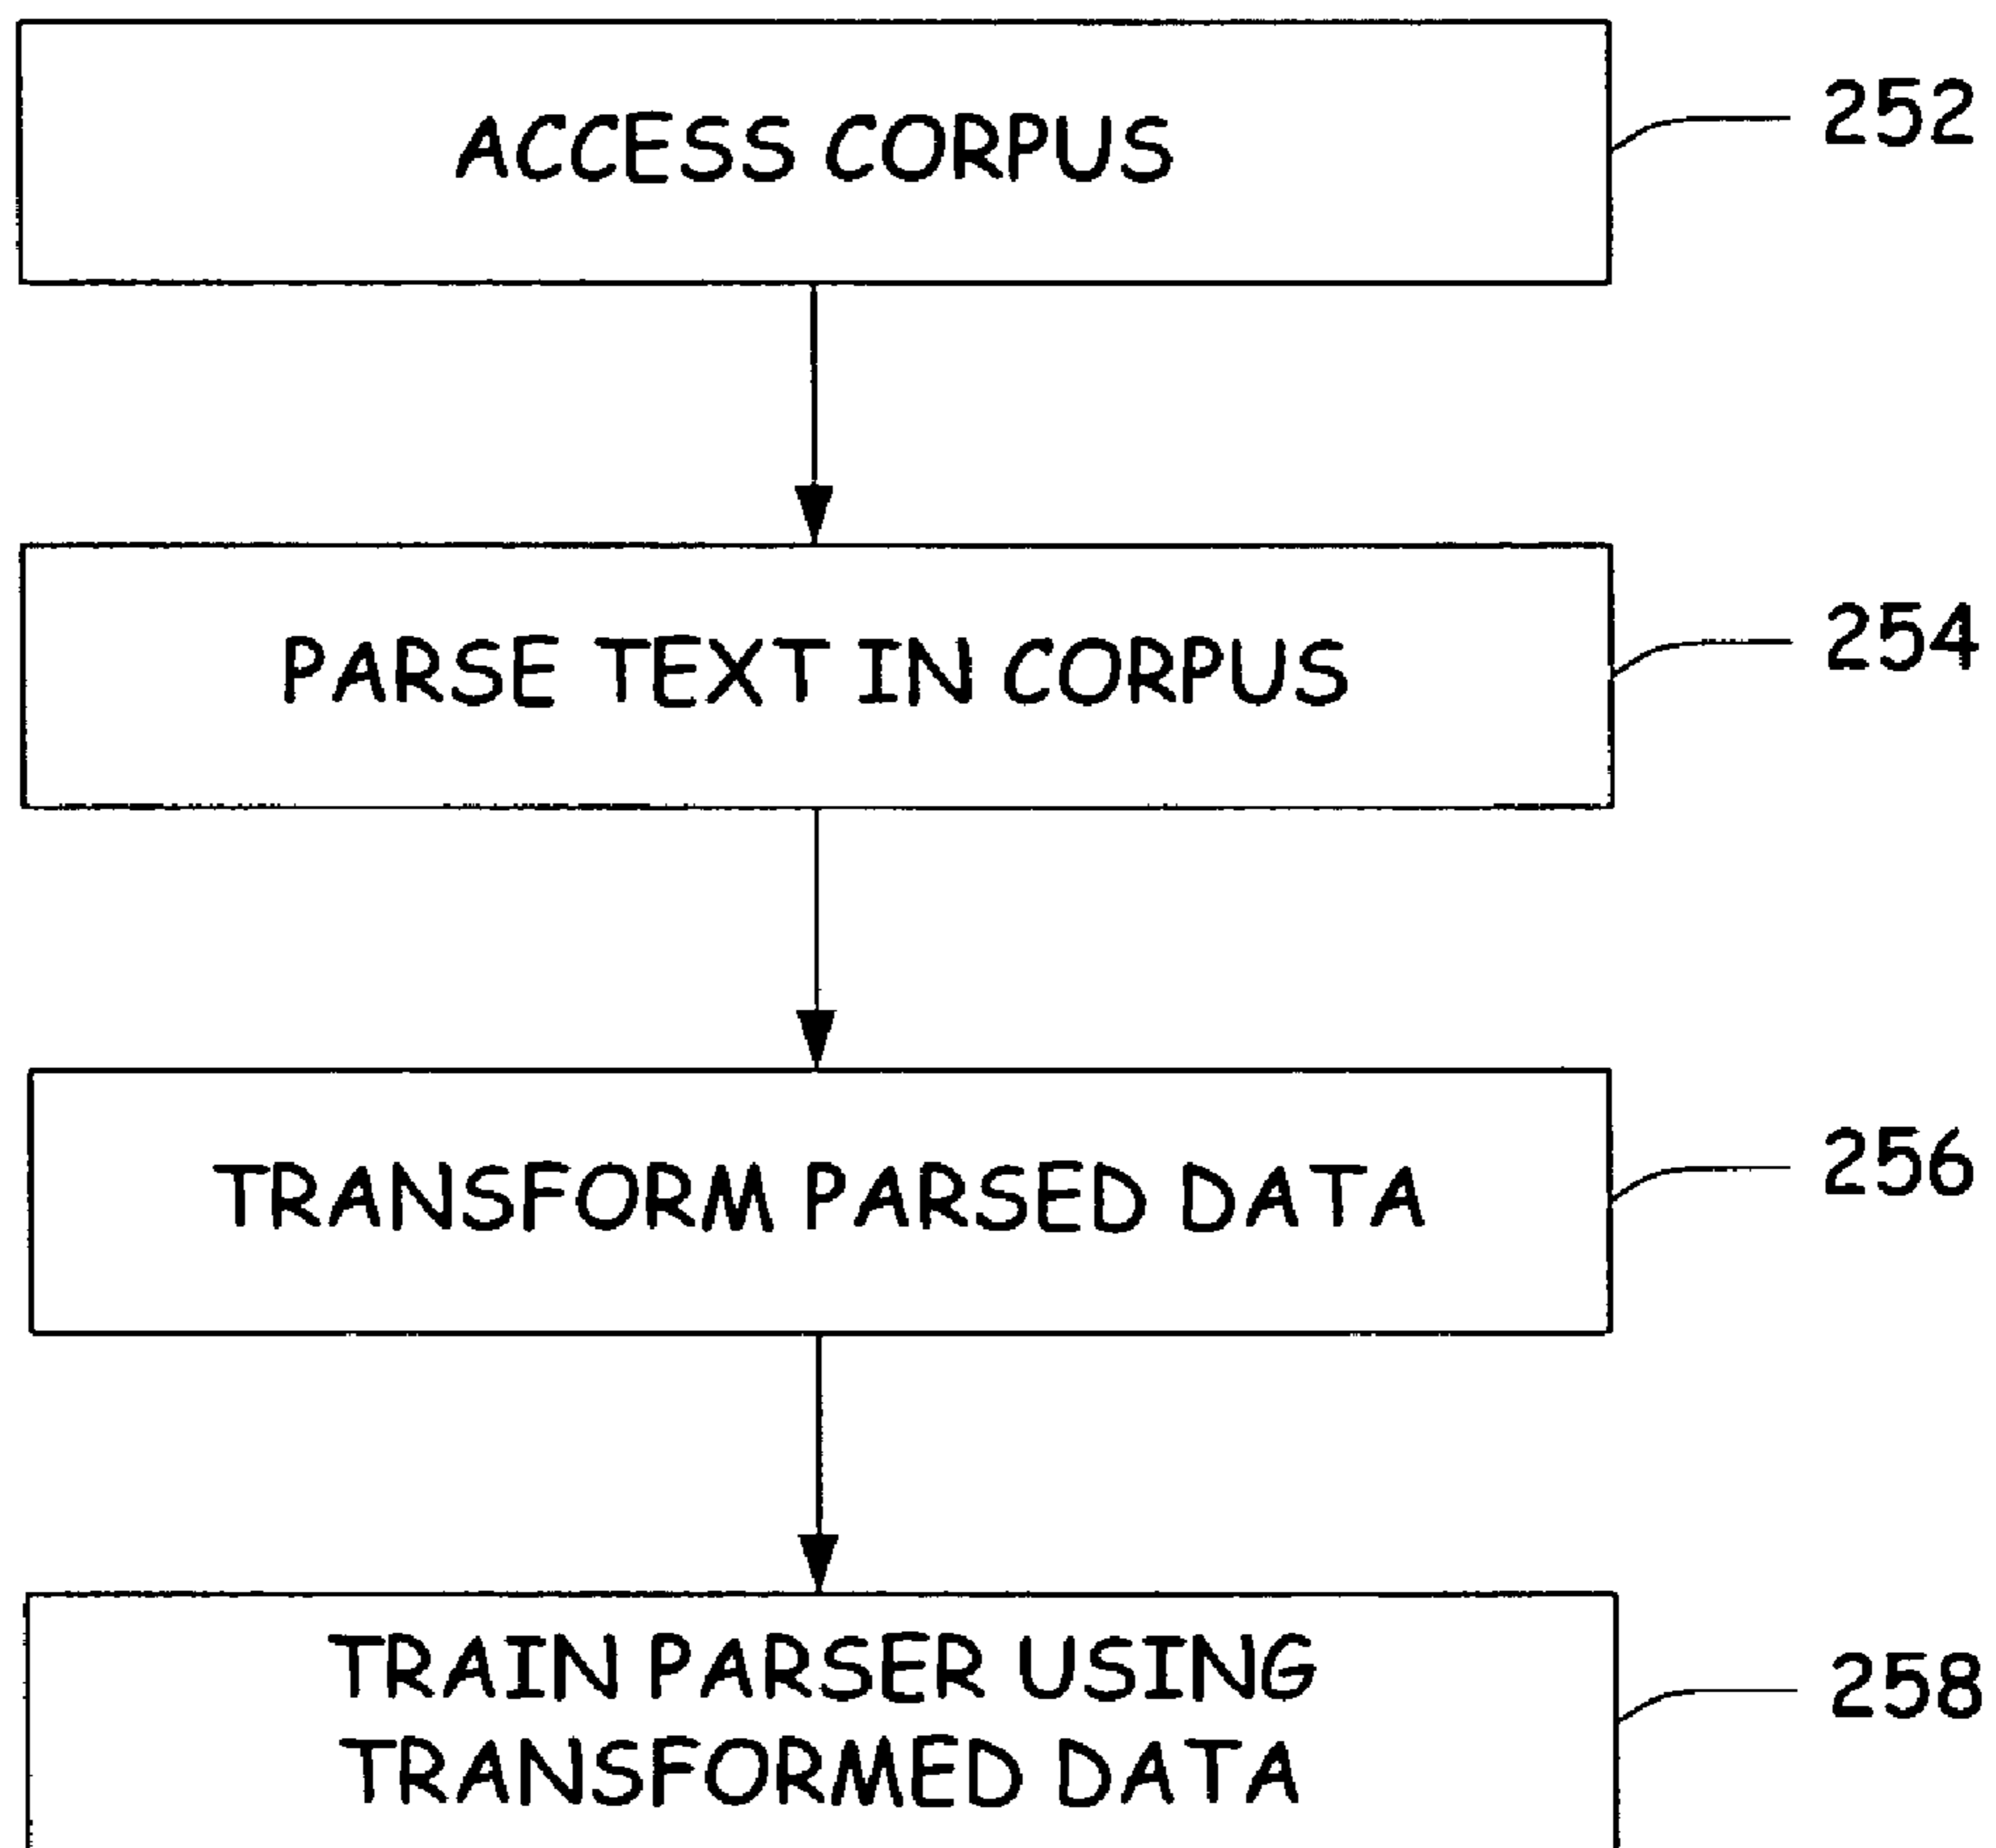 ACCESS CORPUS
252
PARSE TEXT IN CORPUS
254
TRANSFORM PARSED DATA
256
TRAIN PARSER USING
TRANSFORMED DATA
258